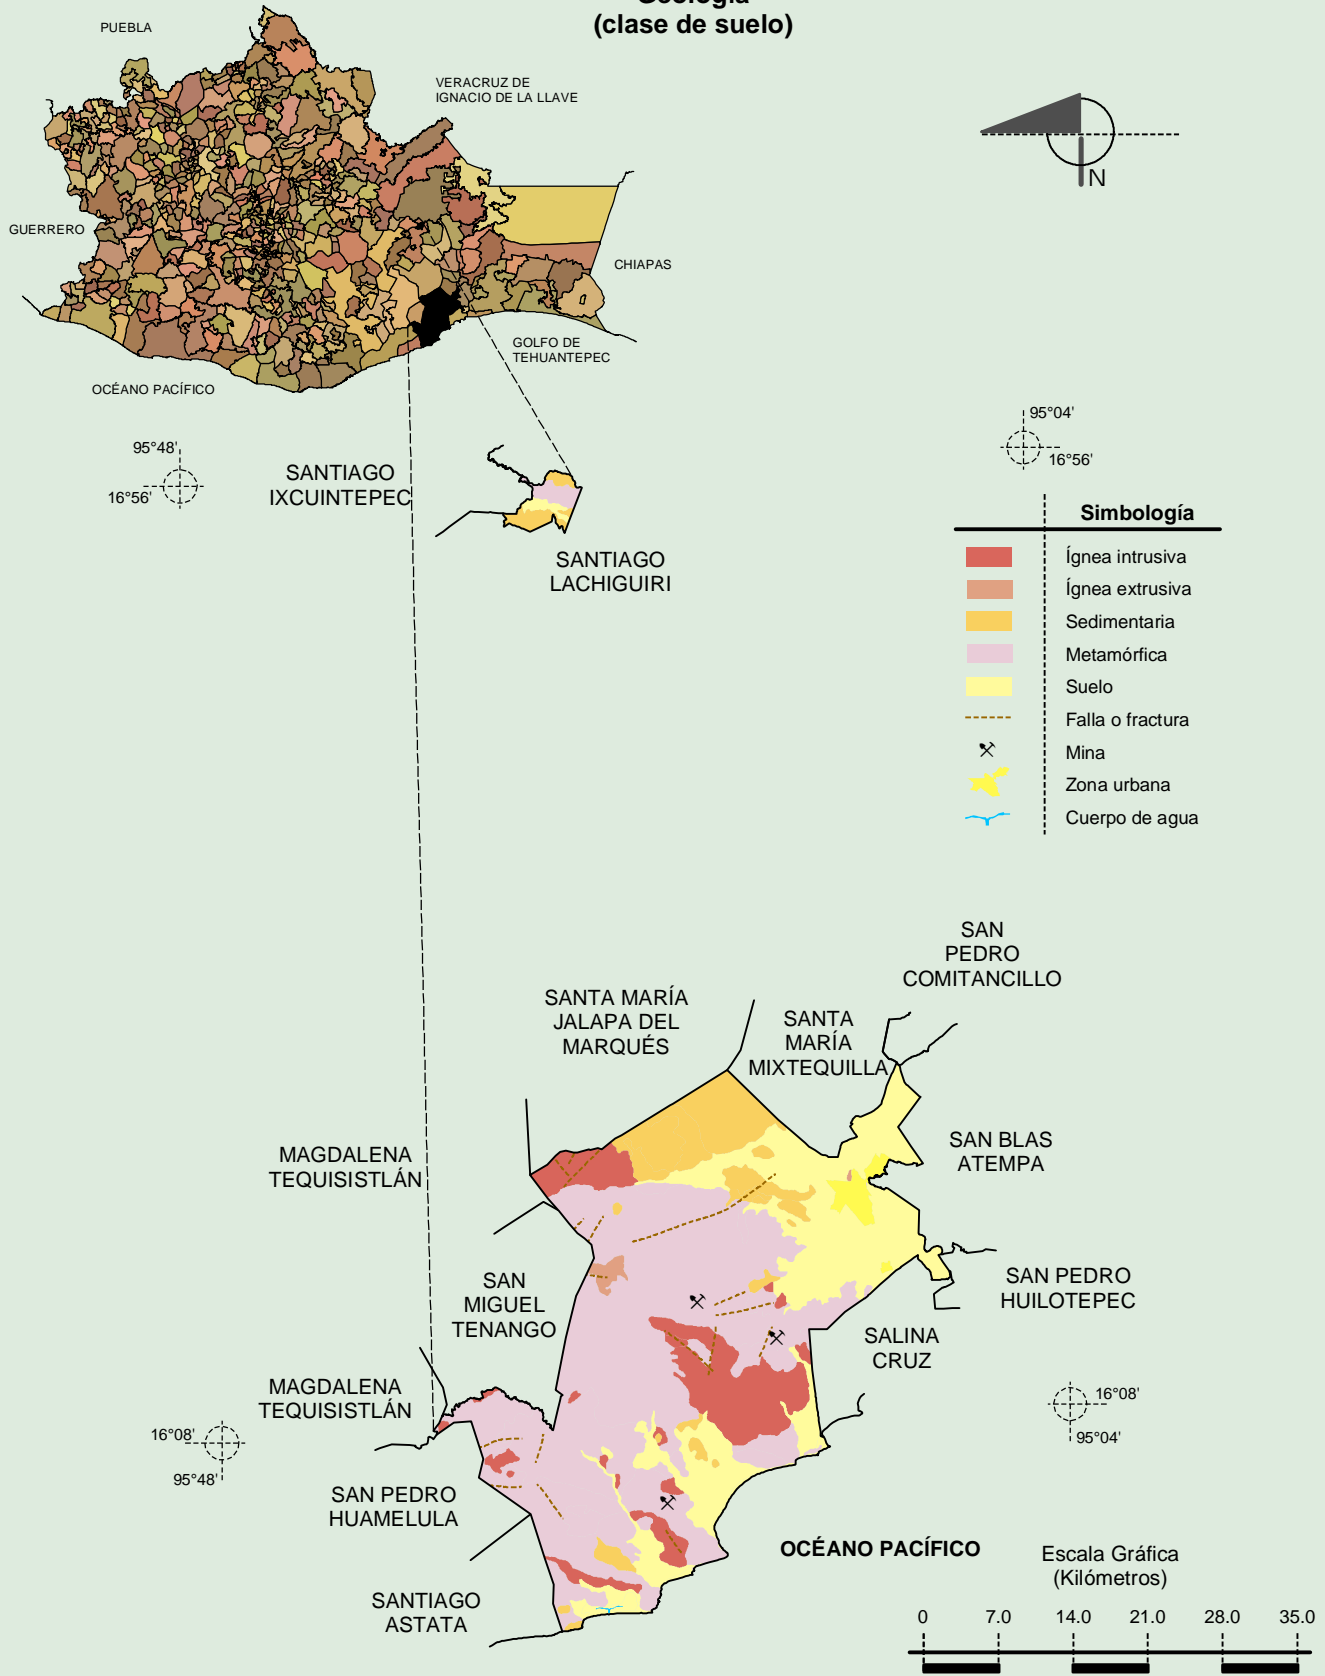 Geología
(clase de suelo)
PUEBLA
VERACRUZ DE
IGNACIO DE LA LLAVE
N
GUERRERO
CHIAPAS
GOLFO DE
TEHUANTEPEC
OCÉANO PACÍFICO
95°48'
16°56'
95°04'
16°56'
SANTIAGO
IXCUINTEPEC
SANTIAGO
LACHIGUIRI
Simbología
Ígnea intrusiva
Ígnea extrusiva
Sedimentaria
Metamórfica
Suelo
Falla o fractura
Mina
Zona urbana
Cuerpo de agua
SAN
PEDRO
COMITANCILLO
SANTA MARÍA
JALAPA DEL
MARQUÉS
SANTA
MARÍA
MIXTEQUILLA
SAN BLAS
ATEMPA
MAGDALENA
TEQUISISTLÁN
SAN PEDRO
HUILOTEPEC
SAN
MIGUEL
TENANGO
SALINA
CRUZ
MAGDALENA
TEQUISISTLÁN
16°08'
95°48'
16°08'
95°04'
SAN PEDRO
HUAMELULA
OCÉANO PACÍFICO
SANTIAGO
ASTATA
Escala Gráfica
(Kilómetros)
0 7.0 14.0 21.0 28.0 35.0